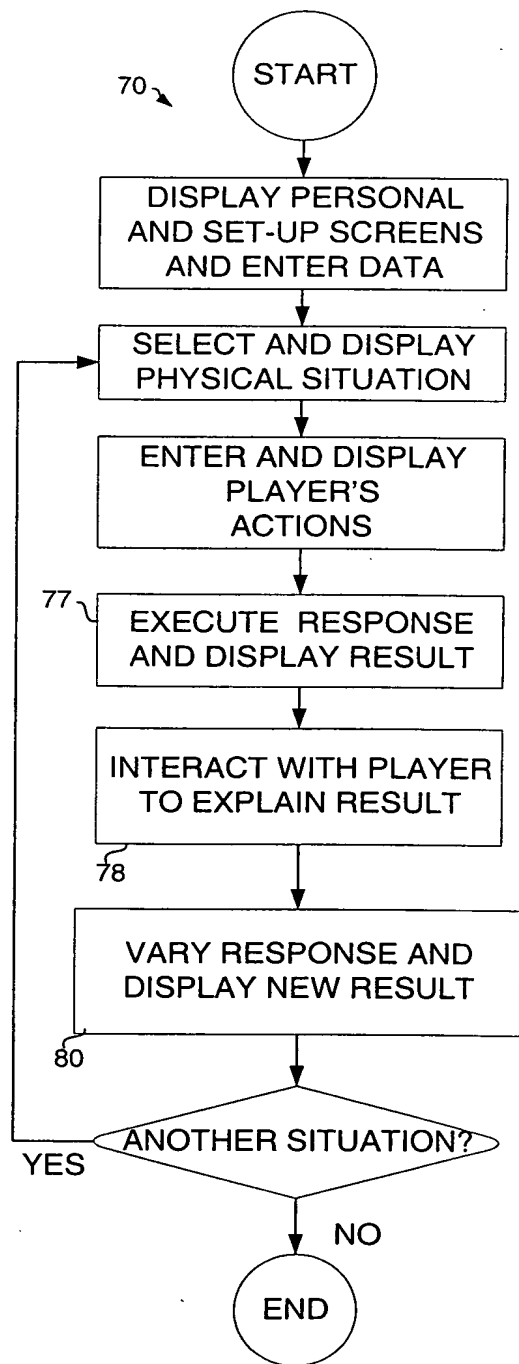 START
70
DISPLAY PERSONAL
AND SET-UP SCREENS
AND ENTER DATA
SELECT AND DISPLAY
PHYSICAL SITUATION
ENTER AND DISPLAY
PLAYER'S
ACTIONS
77
EXECUTE RESPONSE
AND DISPLAY RESULT
INTERACT WITH PLAYER
TO EXPLAIN RESULT
78
VARY RESPONSE AND
DISPLAY NEW RESULT
80
ANOTHER SITUATION?
YES
NO
END